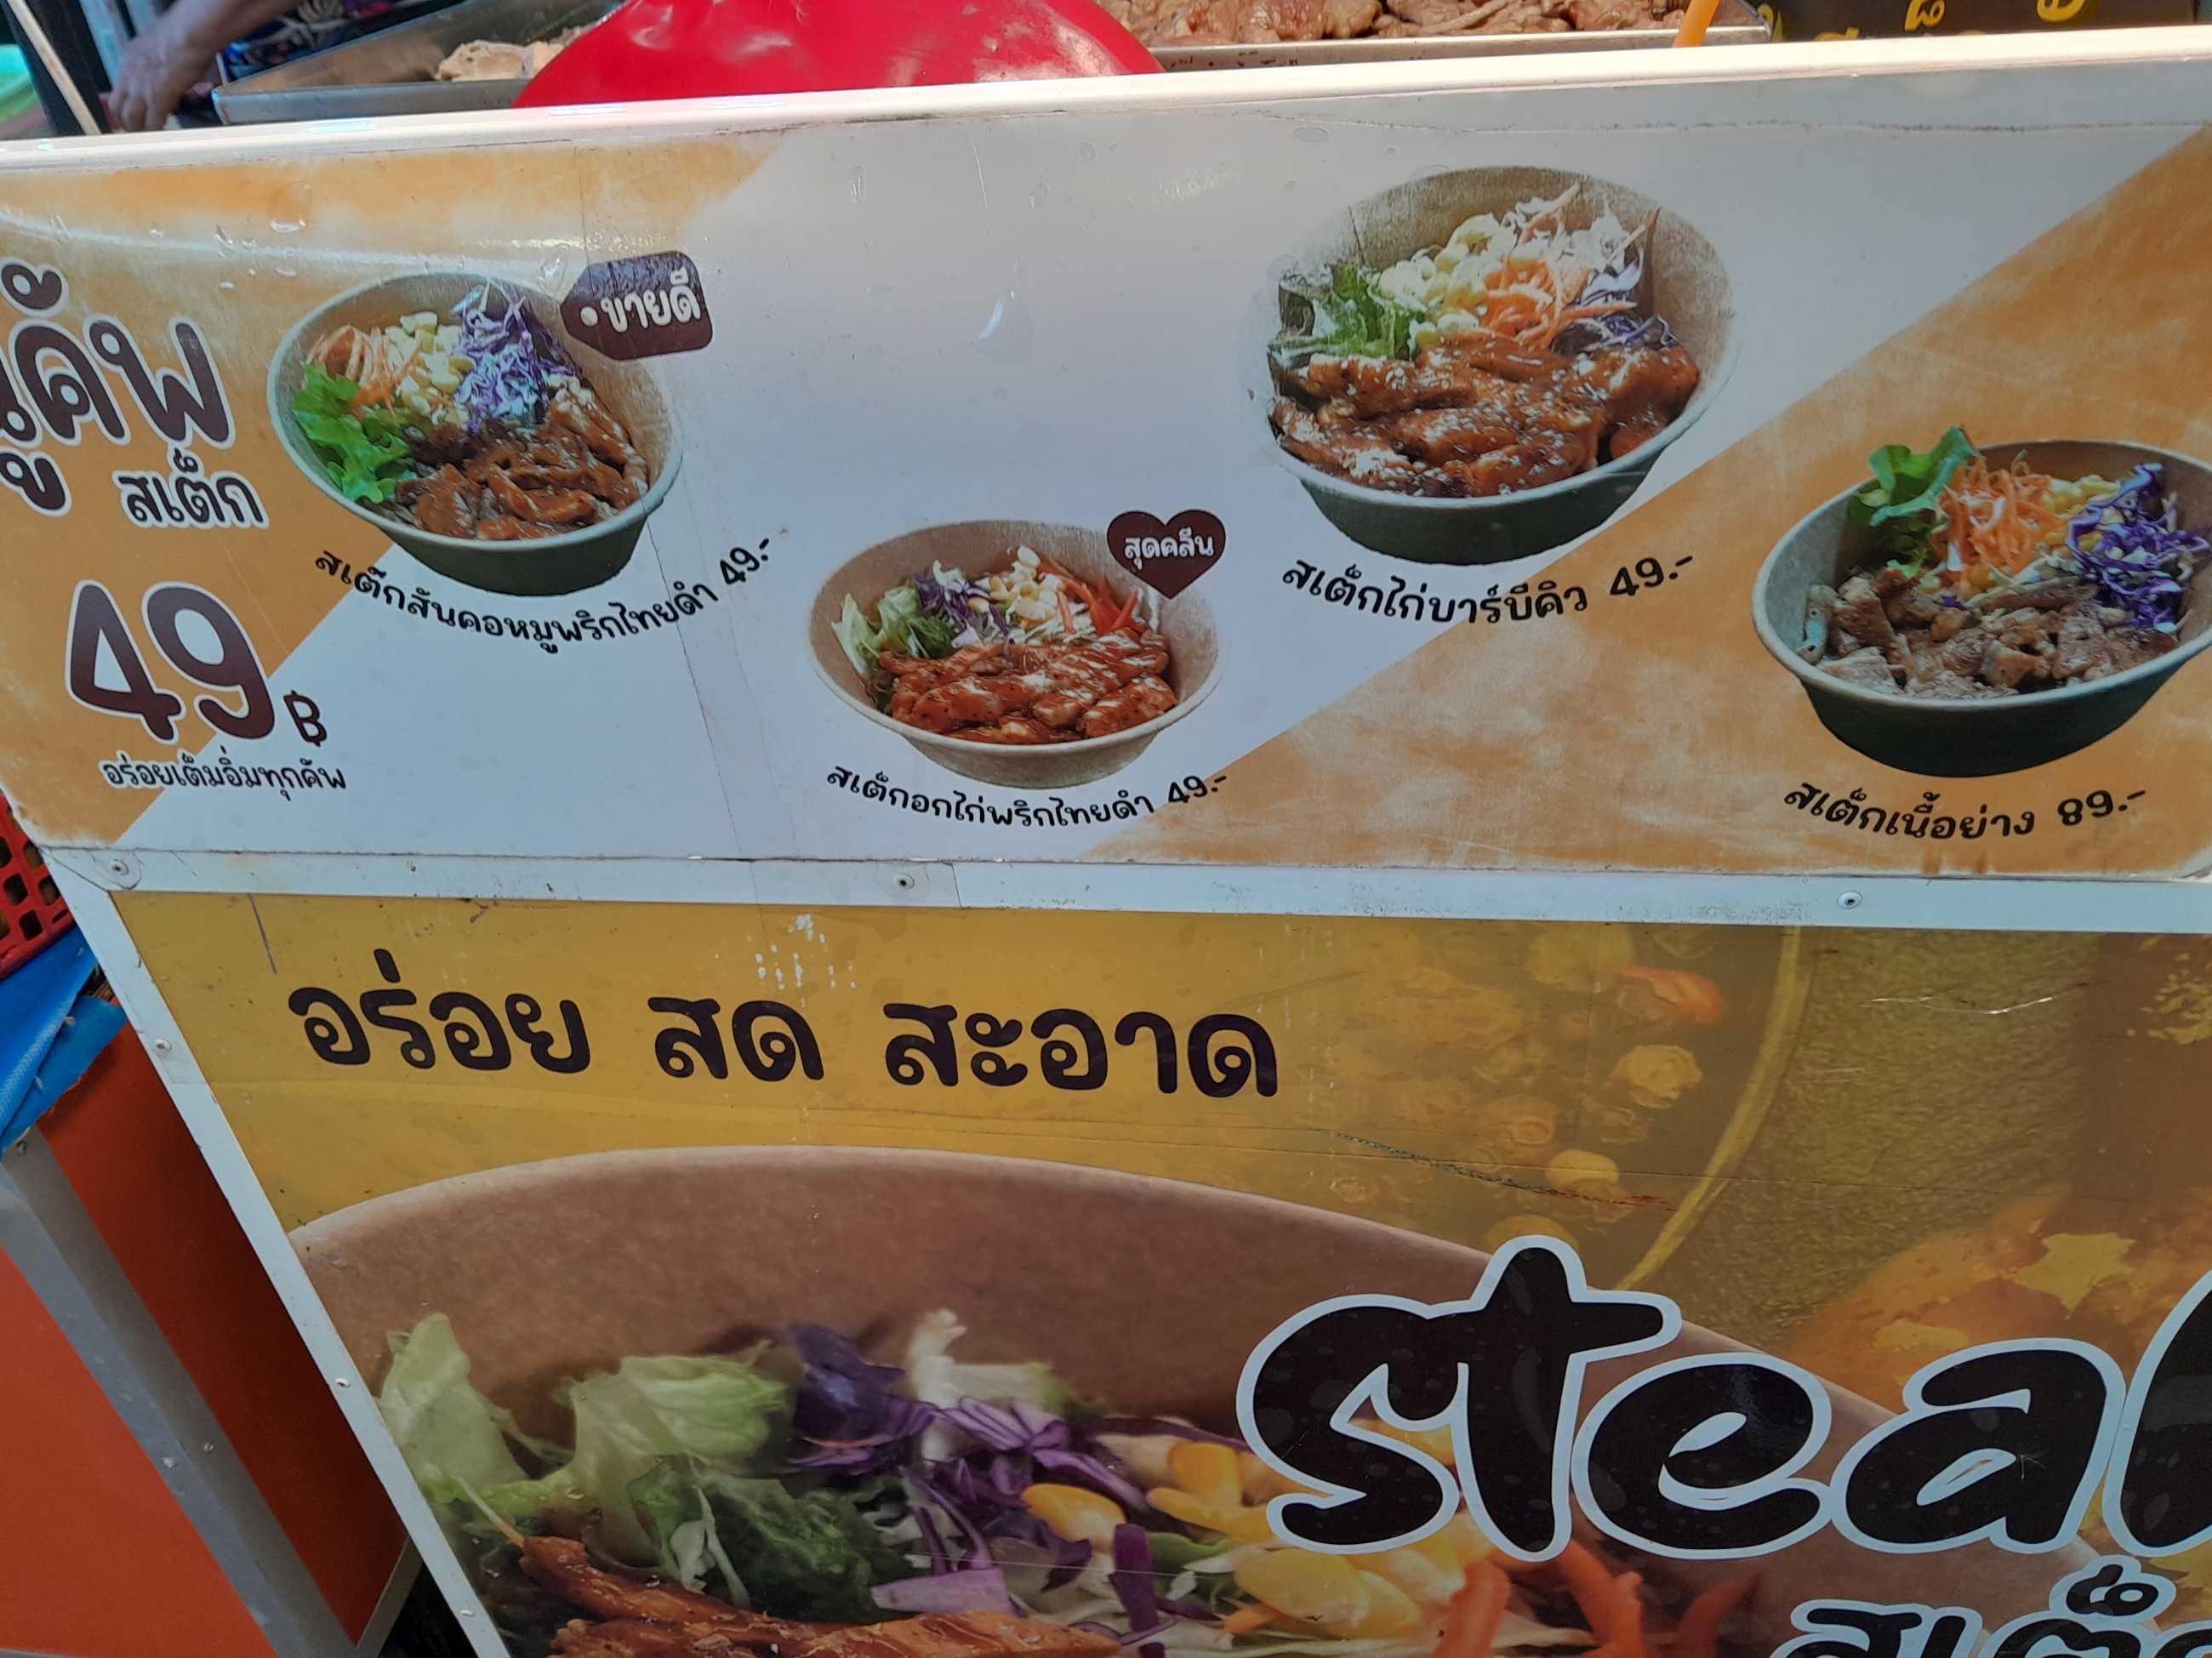 สเต็ก
49฿
อร่อยเต็มอิ่มทุกคัพ
ขายดี
สเต๊กสันคอหมูพริกไทยดำ 49.-
สุดคลีน
สเต็กอกไก่พริกไทยดำ 49.-
สเต็กไก่บาร์บีคิว 49.-
สเต็กเนื้อย่าง 89.-
อร่อย สด สะอาด